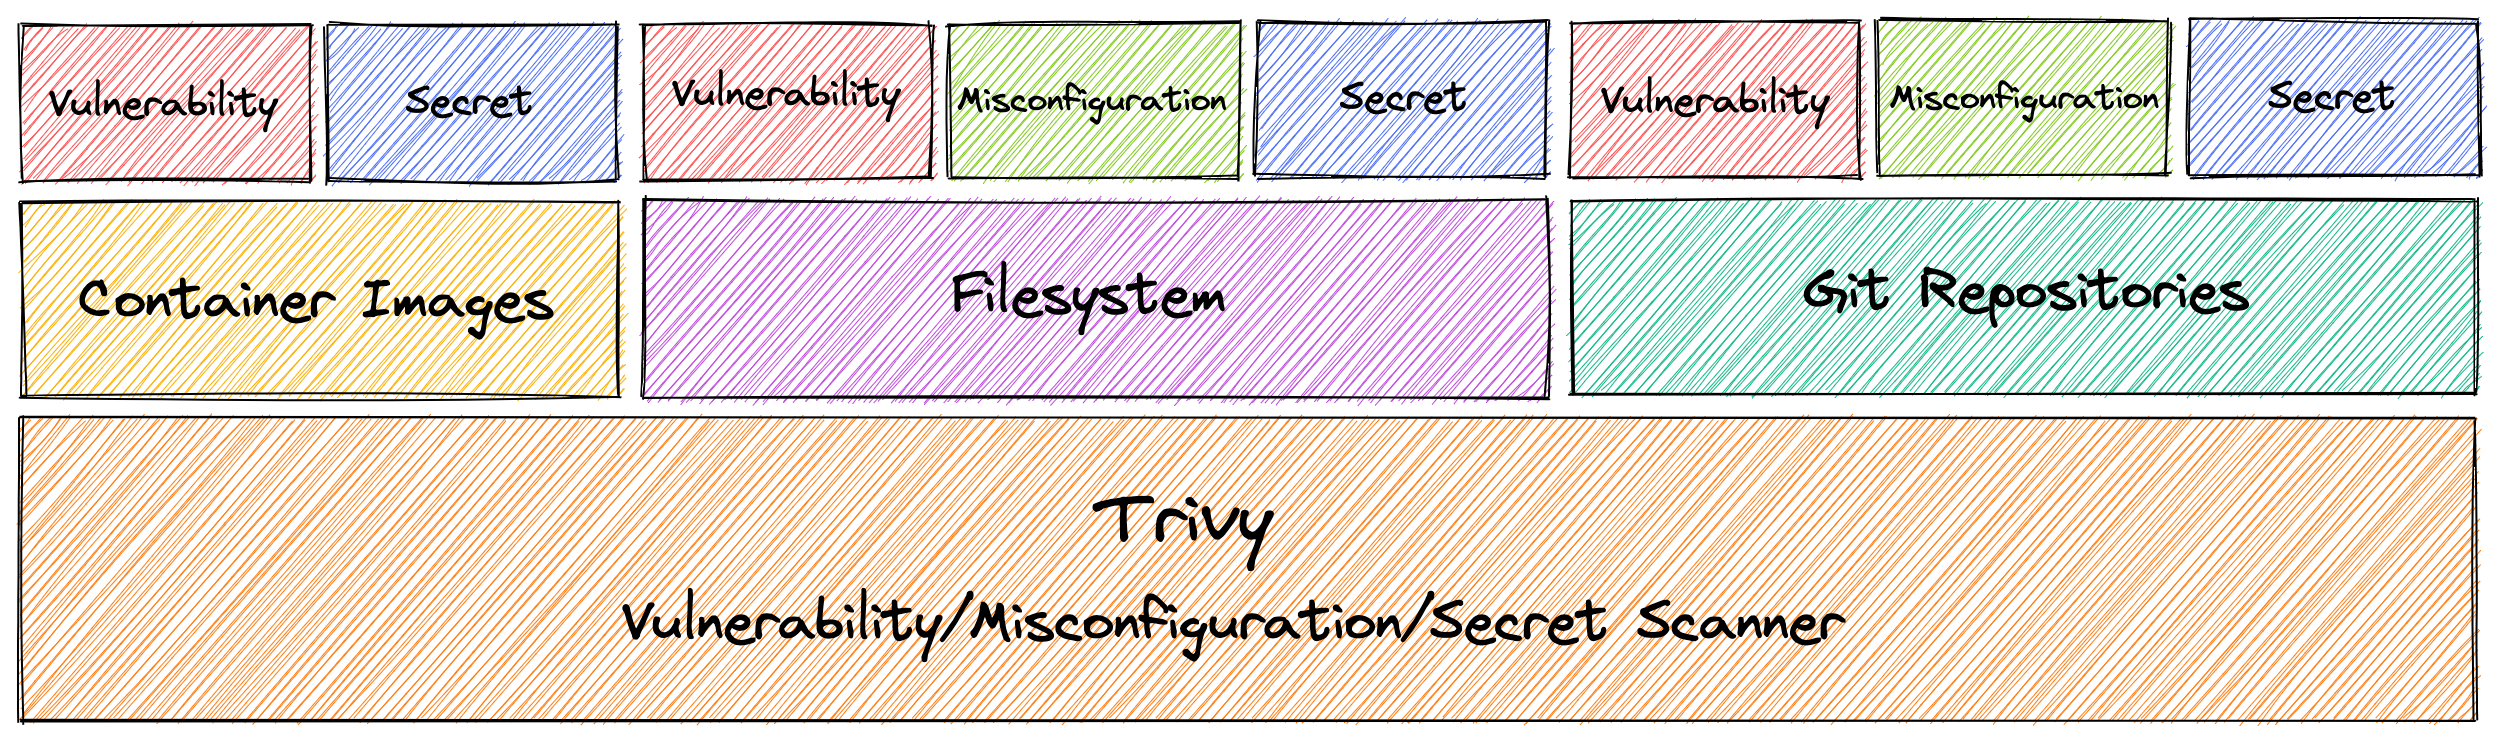 Vulnerability
Secret
Vulnerability
Misconfiguration
Secret
Vulnerability
Misconfiguration
Secret
Container Images
Filesystem
Git Repositories
Trivy
Vulnerability/Misconfiguration/Secret Scanner